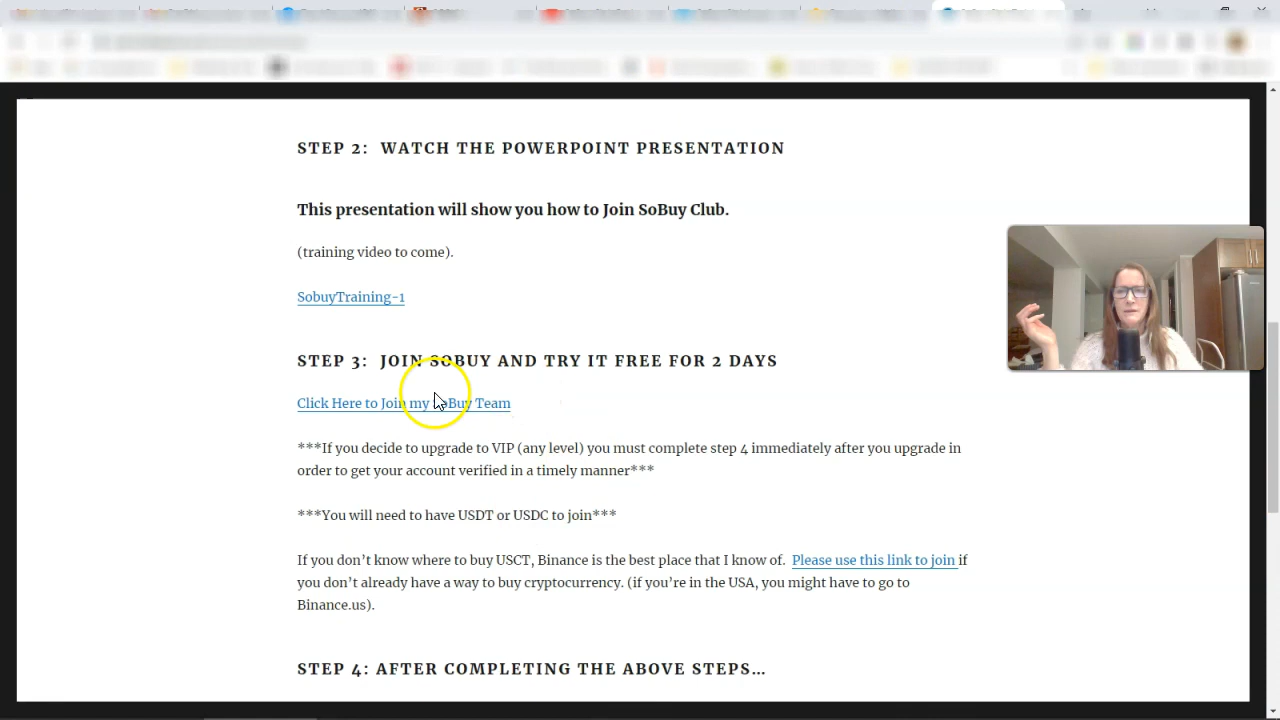 STEP 2: WATCH THE POWERPOINT PRESENTATION
This presentation will show you how to Join SoBuy Club.
(training video to come).
SobuyTraining-1
STEP 3: JOIN SOBUY AND TRY IT FREE FOR 2 DAYS
Click Here to Join my SoBuy Team
***If you decide to upgrade to VIP (any level) you must complete step 4 immediately after you upgrade in
order to get your account verified in a timely manner***
***You will need to have USDT or USDC to join***
If you don’t know where to buy USCT, Binance is the best place that I know of. Please use this link to join if
you don’t already have a way to buy cryptocurrency. (if you’re in the USA, you might have to go to
Binance.us).
STEP 4: AFTER COMPLETING THE ABOVE STEPS…